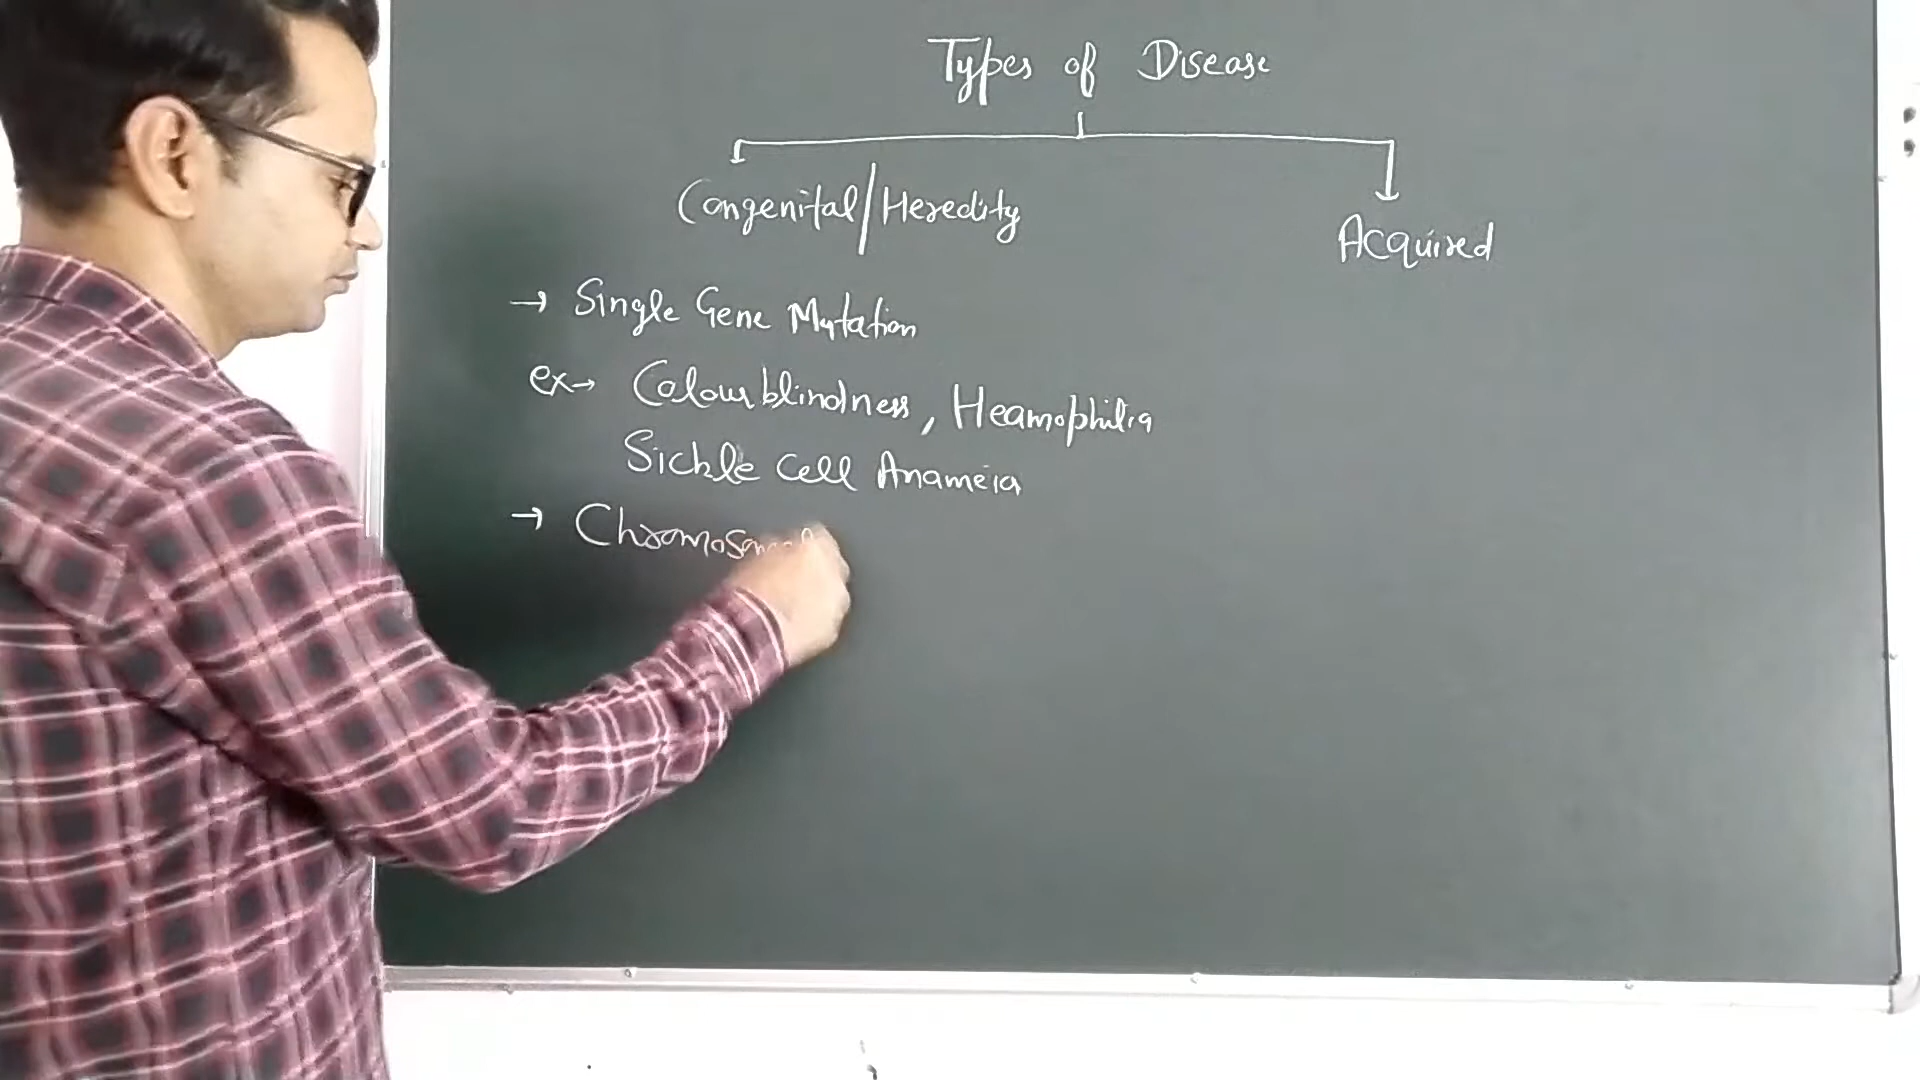 Types of Disease
Congenital/Heredity
Acquired
→ Single Gene Mutation
ex→ Colourblindness, Heamophilia
Sickle Cell Anameia
→